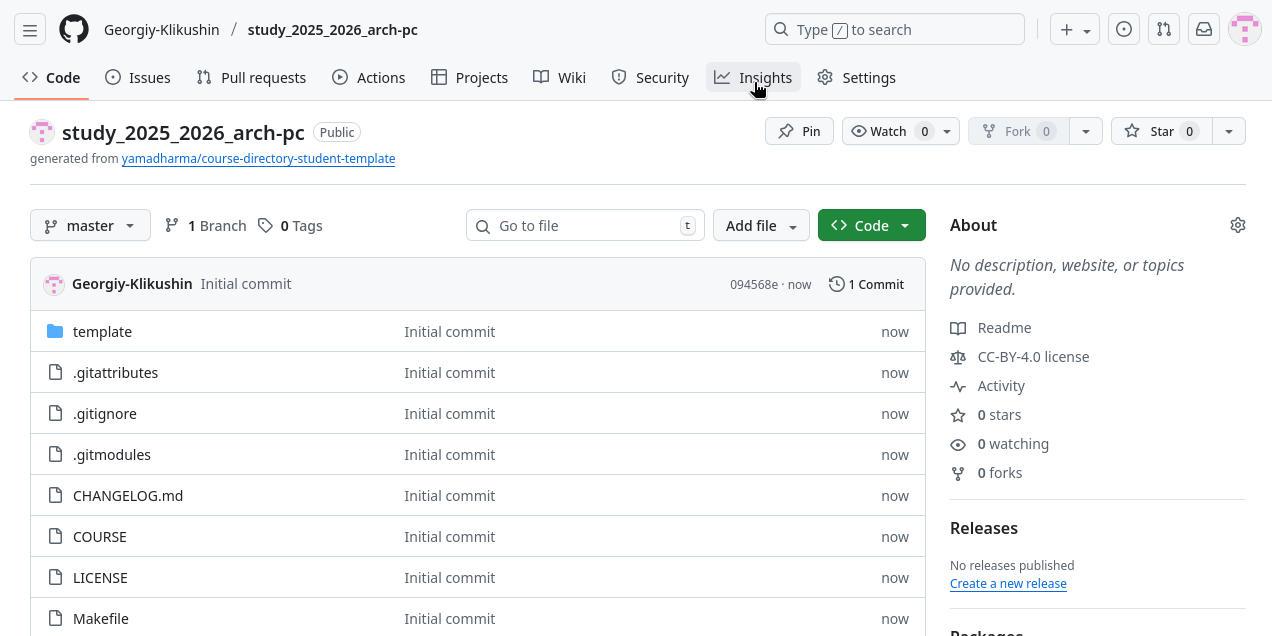 Georgiy-Klikushin / study_2025_2026_arch-pc Type / to search
Code Issues Pull requests Actions Projects Wiki Security Insights Settings
study_2025_2026_arch-pc Public Pin Watch 0 Fork 0 Star 0
generated from yamadharma/course-directory-student-template
master 1 Branch 0 Tags Go to file t Add file Code
Georgiy-Klikushin Initial commit 094568e · now 1 Commit
template Initial commit now
.gitattributes Initial commit now
.gitignore Initial commit now
.gitmodules Initial commit now
CHANGELOG.md Initial commit now
COURSE Initial commit now
LICENSE Initial commit now
Makefile Initial commit now
About
No description, website, or topics
provided.
Readme
CC-BY-4.0 license
Activity
0 stars
0 watching
0 forks
Releases
No releases published
Create a new release
Packages